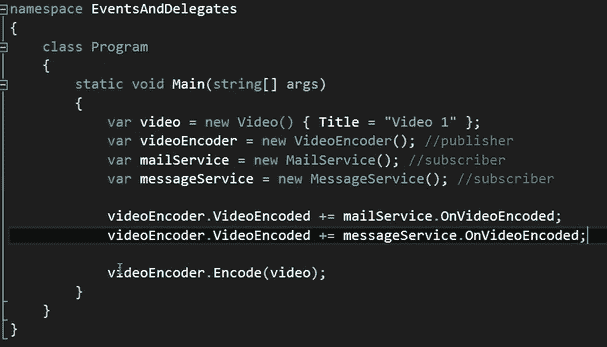 namespace EventsAndDelegates
{
class Program
{
static void Main(string[] args)
{
var video = new Video() { Title = "Video 1" };
var videoEncoder = new VideoEncoder(); //publisher
var mailService = new MailService(); //subscriber
var messageService = new MessageService(); //subscriber
videoEncoder.VideoEncoded += mailService.OnVideoEncoded;
videoEncoder.VideoEncoded += messageService.OnVideoEncoded;
videoEncoder.Encode(video);
}
}
}